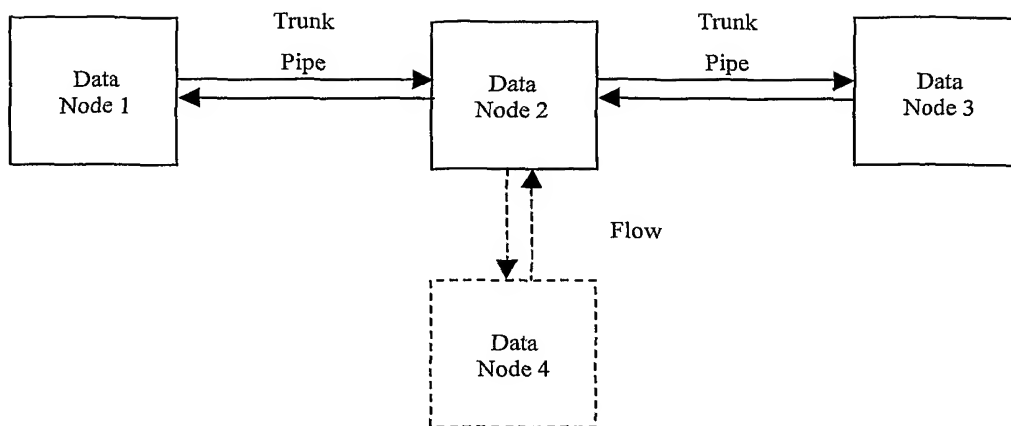 Trunk
Pipe
Trunk
Pipe
Data
Node 1
Data
Node 2
Data
Node 3
Flow
Data
Node 4